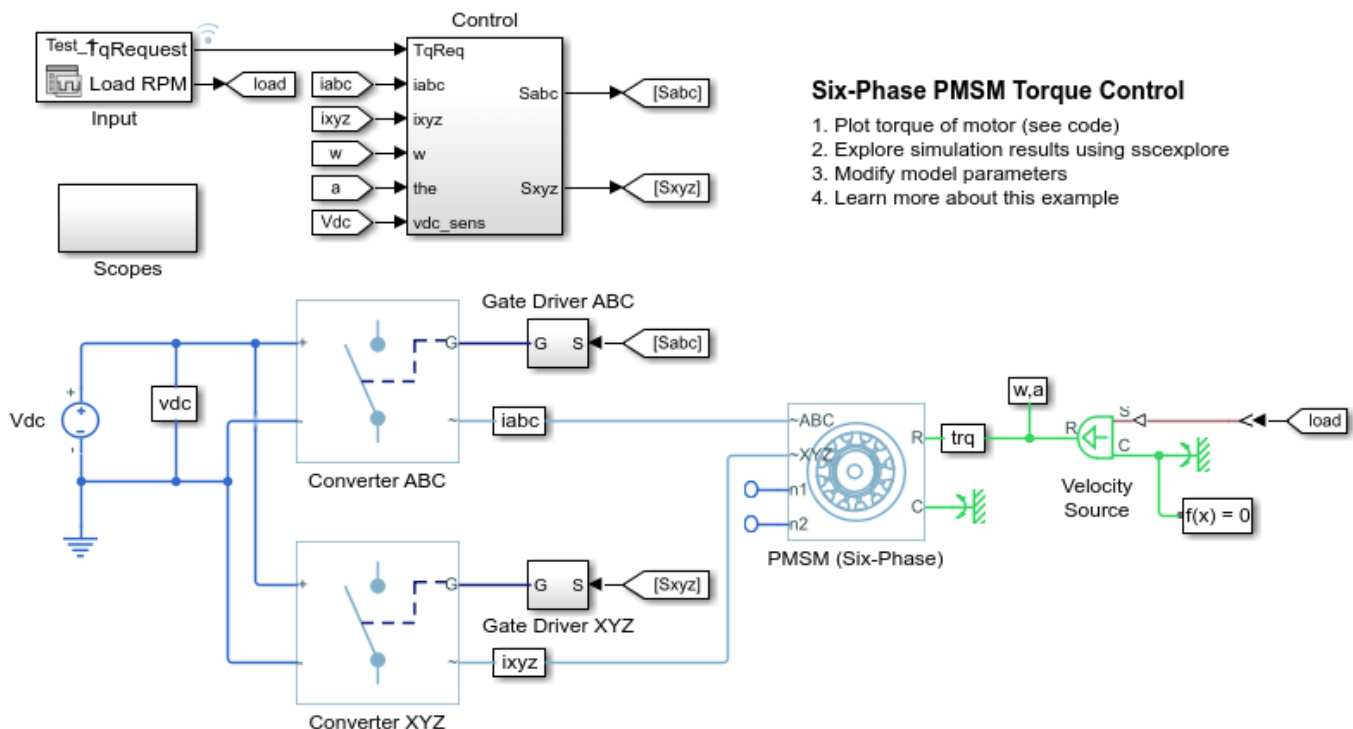 Control
Test_1
TqRequest
Load RPM
load
Input
TqReq
iabc
iabc
ixyz
ixyz
w
w
a
the
Vdc
vdc_sens
Sabc
[Sabc]
Sxyz
[Sxyz]
Six-Phase PMSM Torque Control
1. Plot torque of motor (see code)
2. Explore simulation results using sscexplore
3. Modify model parameters
4. Learn more about this example
Scopes
Gate Driver ABC
+
G
G
S
[Sabc]
-
~
iabc
Converter ABC
Vdc
+
+
-
-
vdc
w,a
~ABC
~XYZ
n1
n2
R
C
trq
PMSM (Six-Phase)
R
S
C
load
Velocity
Source
f(x) = 0
+
G
G
S
[Sxyz]
Gate Driver XYZ
-
~
ixyz
Converter XYZ